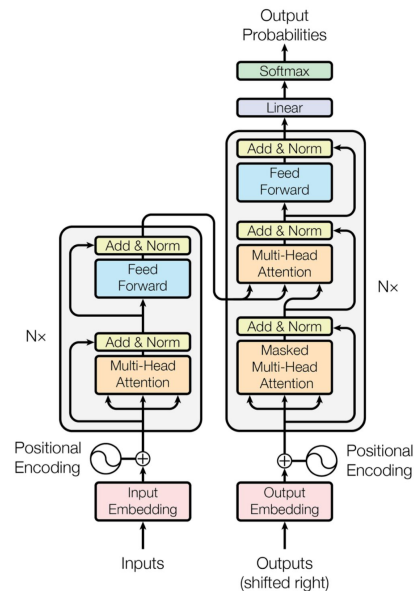 Output
Probabilities
Softmax
Linear
Add & Norm
Feed
Forward
Add & Norm
Multi-Head
Attention
Nx
Add & Norm
Masked
Multi-Head
Attention
Add & Norm
Feed
Forward
Nx
Add & Norm
Multi-Head
Attention
Positional
Encoding
Positional
Encoding
Input
Embedding
Output
Embedding
Inputs
Outputs
(shifted right)